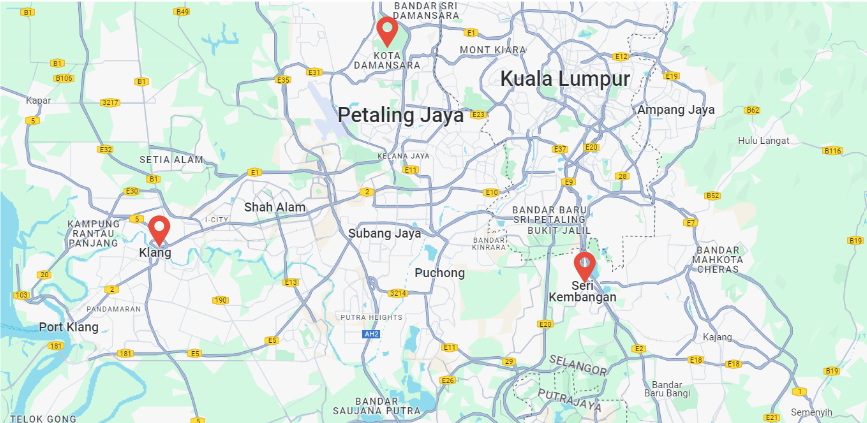 BANDAR SRI
DAMANSARA
B1
B49
KOTA
DAMANSARA
MONT KIARA
E12
B1
E31
E35
B106
B1
Kuala Lumpur
E19
Kapar
3217
5
Petaling Jaya
E23
Ampang Jaya
B62
Hulu Langat
B116
E32
SETIA ALAM
KELANA JAYA
E37
E20
E11
E1
B1
E30
2
E10
E9
28
B52
5
I-CITY
Shah Alam
KAMPUNG
RANTAU
PANJANG
BANDAR BARU
SRI PETALING
BUKIT JALIL
E7
Subang Jaya
BANDAR
KINRARA
B19
Klang
BANDAR
MAHKOTA
CHERAS
20
Puchong
E13
Seri
Kembangan
103
190
3214
PANDAMARAN
PUTRA HEIGHTS
Port Klang
AH2
E20
Kajang
181
181
E5
E5
E11
E2
29
SELANGOR
E18
E18
B19
E26
PUTRAJAYA
Bandar
Baru Bangi
BANDAR
SAUJANA PUTRA
1
Semenyih
TELOK GONG
5
E21